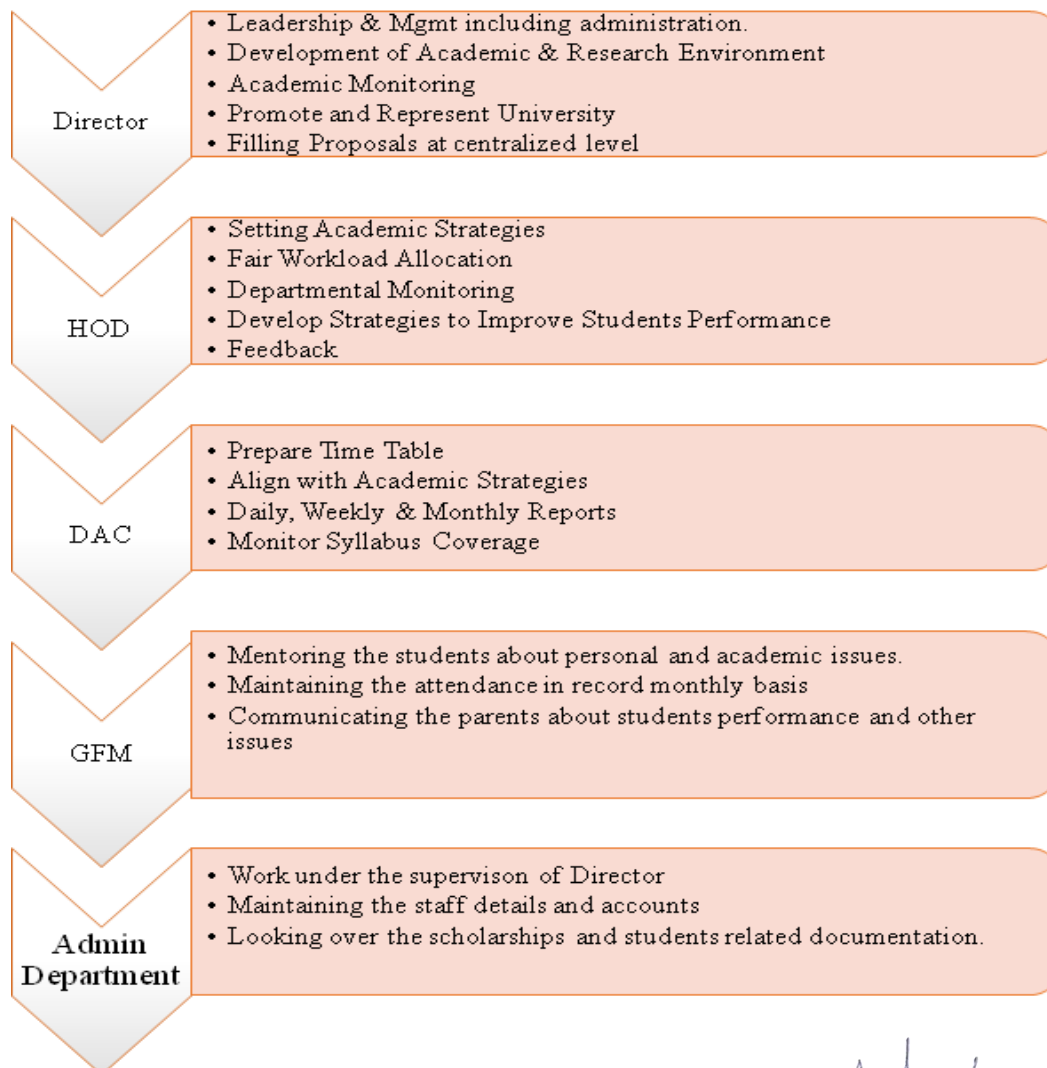 Director
• Leadership & Mgmt including administration.
• Development of Academic & Research Environment
• Academic Monitoring
• Promote and Represent University
• Filling Proposals at centralized level
HOD
• Setting Academic Strategies
• Fair Workload Allocation
• Departmental Monitoring
• Develop Strategies to Improve Students Performance
• Feedback
DAC
• Prepare Time Table
• Align with Academic Strategies
• Daily, Weekly & Monthly Reports
• Monitor Syllabus Coverage
GFM
• Mentoring the students about personal and academic issues.
• Maintaining the attendance in record monthly basis
• Communicating the parents about students performance and other
issues
Admin
Department
• Work under the supervison of Director
• Maintaining the staff details and accounts
• Looking over the scholarships and students related documentation.